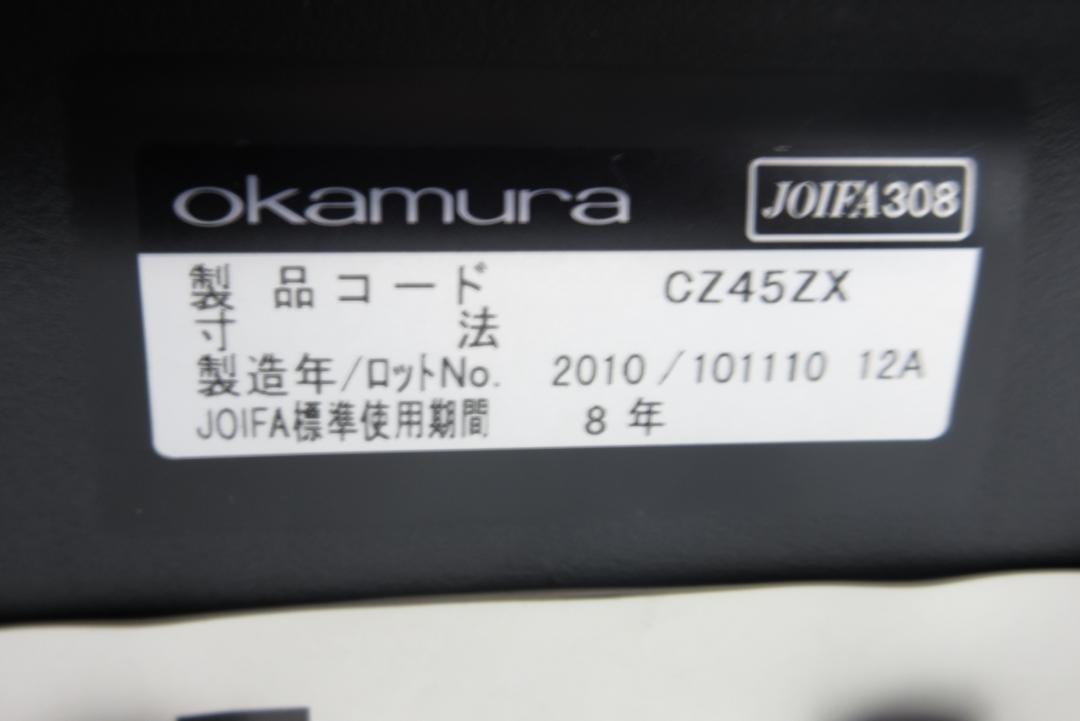 okamura JOIFA308
製品コード CZ45ZX
寸法
製造年/ロットNo. 2010/101110 12A
JOIFA標準使用期間 8年